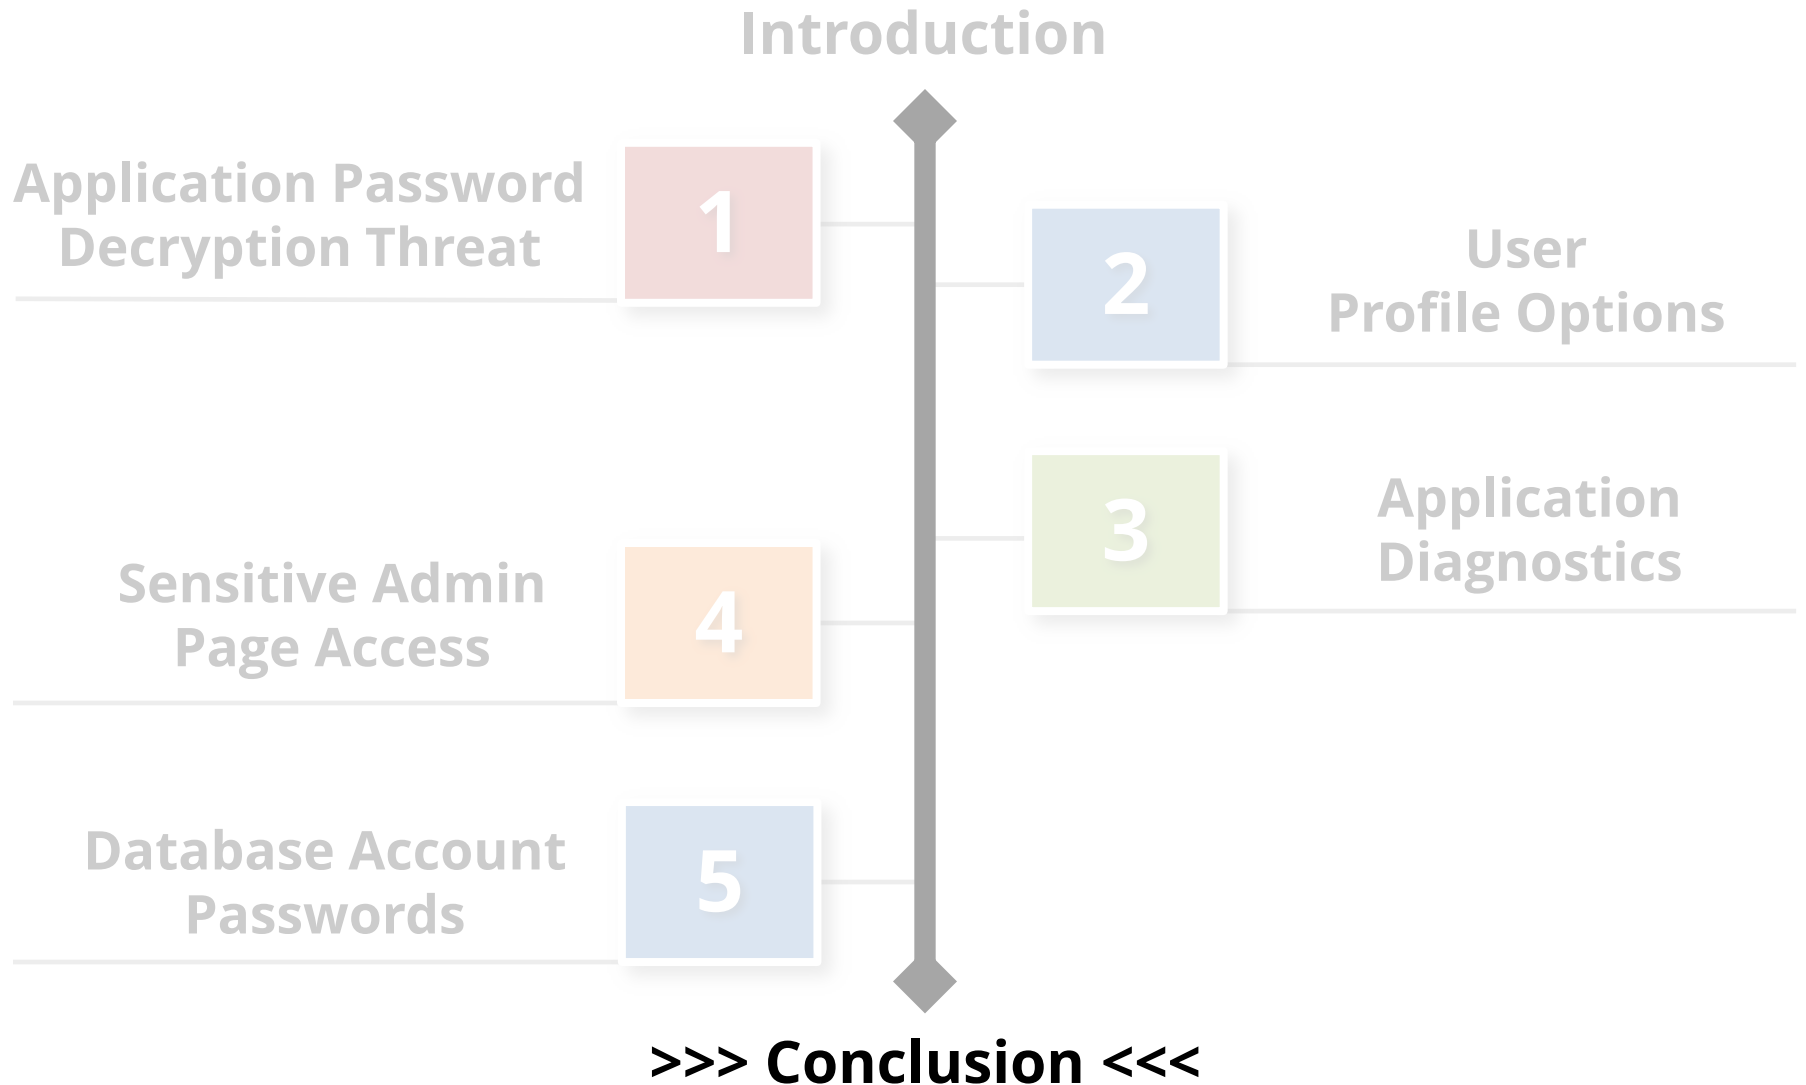 Introduction
Application Password
Decryption Threat
1
2
User
Profile Options
3
Application
Diagnostics
Sensitive Admin
Page Access
4
Database Account
Passwords
5
>>> Conclusion <<<